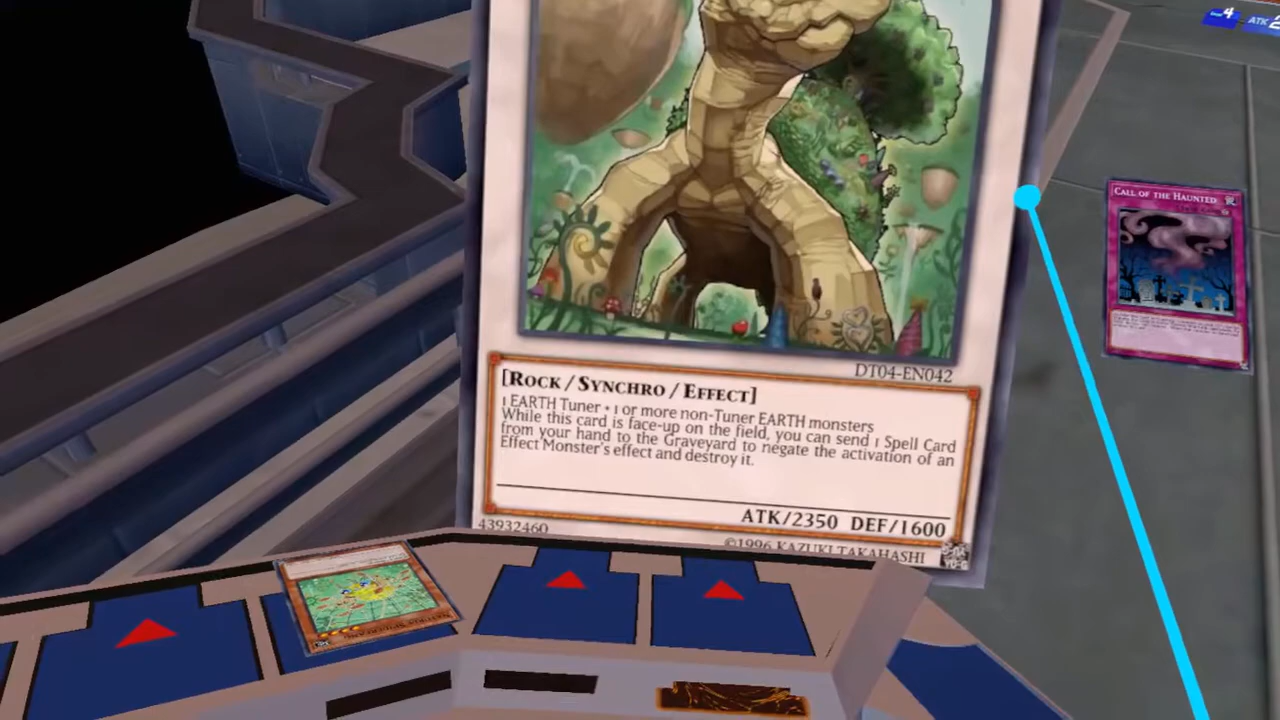 4
ATK
CALL OF THE HAUNTED
DT04-EN042
[ROCK / SYNCHRO / EFFECT]
1 EARTH Tuner + 1 or more non-Tuner EARTH monsters
While this card is face-up on the field, you can send 1 Spell Card
from your hand to the Graveyard to negate the activation of an
Effect Monster's effect and destroy it.
ATK/2350 DEF/1600
43932460
©1996 KAZUKI TAKAHASHI